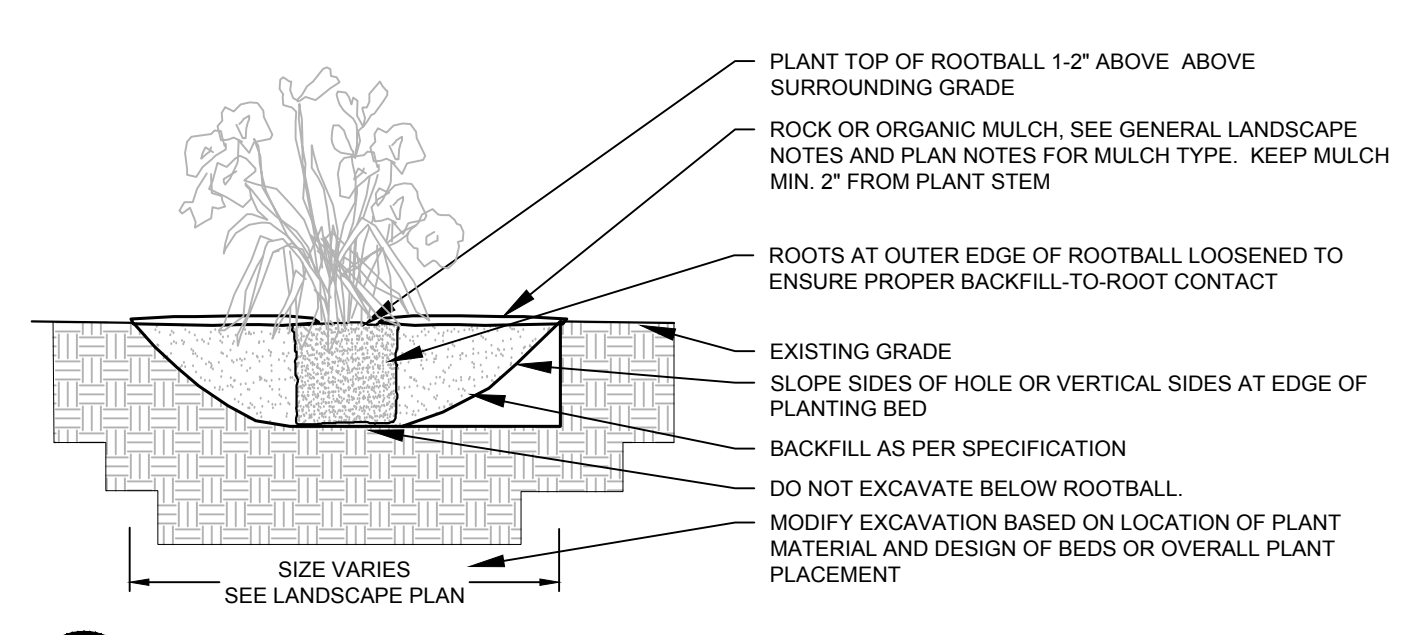 PLANT TOP OF ROOTBALL 1-2" ABOVE  ABOVE
SURROUNDING GRADE
ROCK OR ORGANIC MULCH, SEE GENERAL LANDSCAPE
NOTES AND PLAN NOTES FOR MULCH TYPE.  KEEP MULCH
MIN. 2" FROM PLANT STEM
ROOTS AT OUTER EDGE OF ROOTBALL LOOSENED TO
ENSURE PROPER BACKFILL-TO-ROOT CONTACT
EXISTING GRADE
SLOPE SIDES OF HOLE OR VERTICAL SIDES AT EDGE OF
PLANTING BED
BACKFILL AS PER SPECIFICATION
DO NOT EXCAVATE BELOW ROOTBALL.
MODIFY EXCAVATION BASED ON LOCATION OF PLANT
MATERIAL AND DESIGN OF BEDS OR OVERALL PLANT
PLACEMENT
SIZE VARIES
SEE LANDSCAPE PLAN